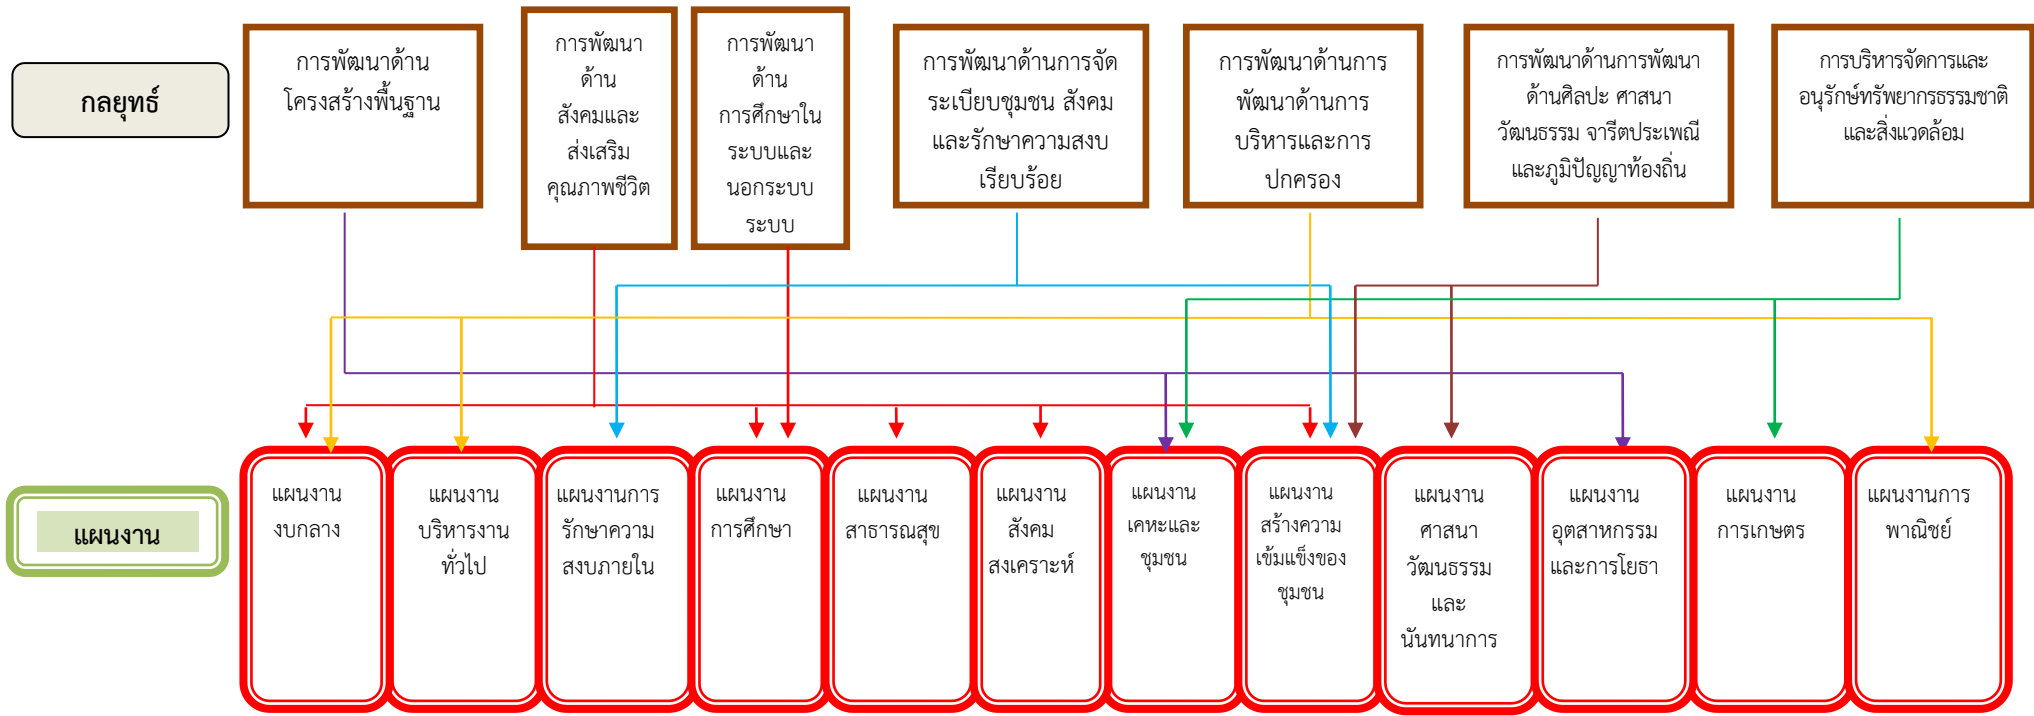 กลยุทธ์
การพัฒนาด้าน
โครงสร้างพื้นฐาน
การพัฒนา
ด้าน
สังคมและ
ส่งเสริม
คุณภาพชีวิต
การพัฒนา
ด้าน
การศึกษาใน
ระบบและ
นอกระบบ
ระบบ
การพัฒนาด้านการจัด
ระเบียบชุมชน สังคม
และรักษาความสงบ
เรียบร้อย
การพัฒนาด้านการ
พัฒนาด้านการ
บริหารและการ
ปกครอง
การพัฒนาด้านการพัฒนา
ด้านศิลปะ ศาสนา
วัฒนธรรม จารีตประเพณี
และภูมิปัญญาท้องถิ่น
การบริหารจัดการและ
อนุรักษ์ทรัพยากรธรรมชาติ
และสิ่งแวดล้อม
แผนงาน
แผนงาน
งบกลาง
แผนงาน
บริหารงาน
ทั่วไป
แผนงานการ
รักษาความ
สงบภายใน
แผนงาน
การศึกษา
แผนงาน
สาธารณสุข
แผนงาน
สังคม
สงเคราะห์
แผนงาน
เคหะและ
ชุมชน
แผนงาน
สร้างความ
เข้มแข็งของ
ชุมชน
แผนงาน
ศาสนา
วัฒนธรรม
และ
นันทนาการ
แผนงาน
อุตสาหกรรม
และการโยธา
แผนงาน
การเกษตร
แผนงานการ
พาณิชย์